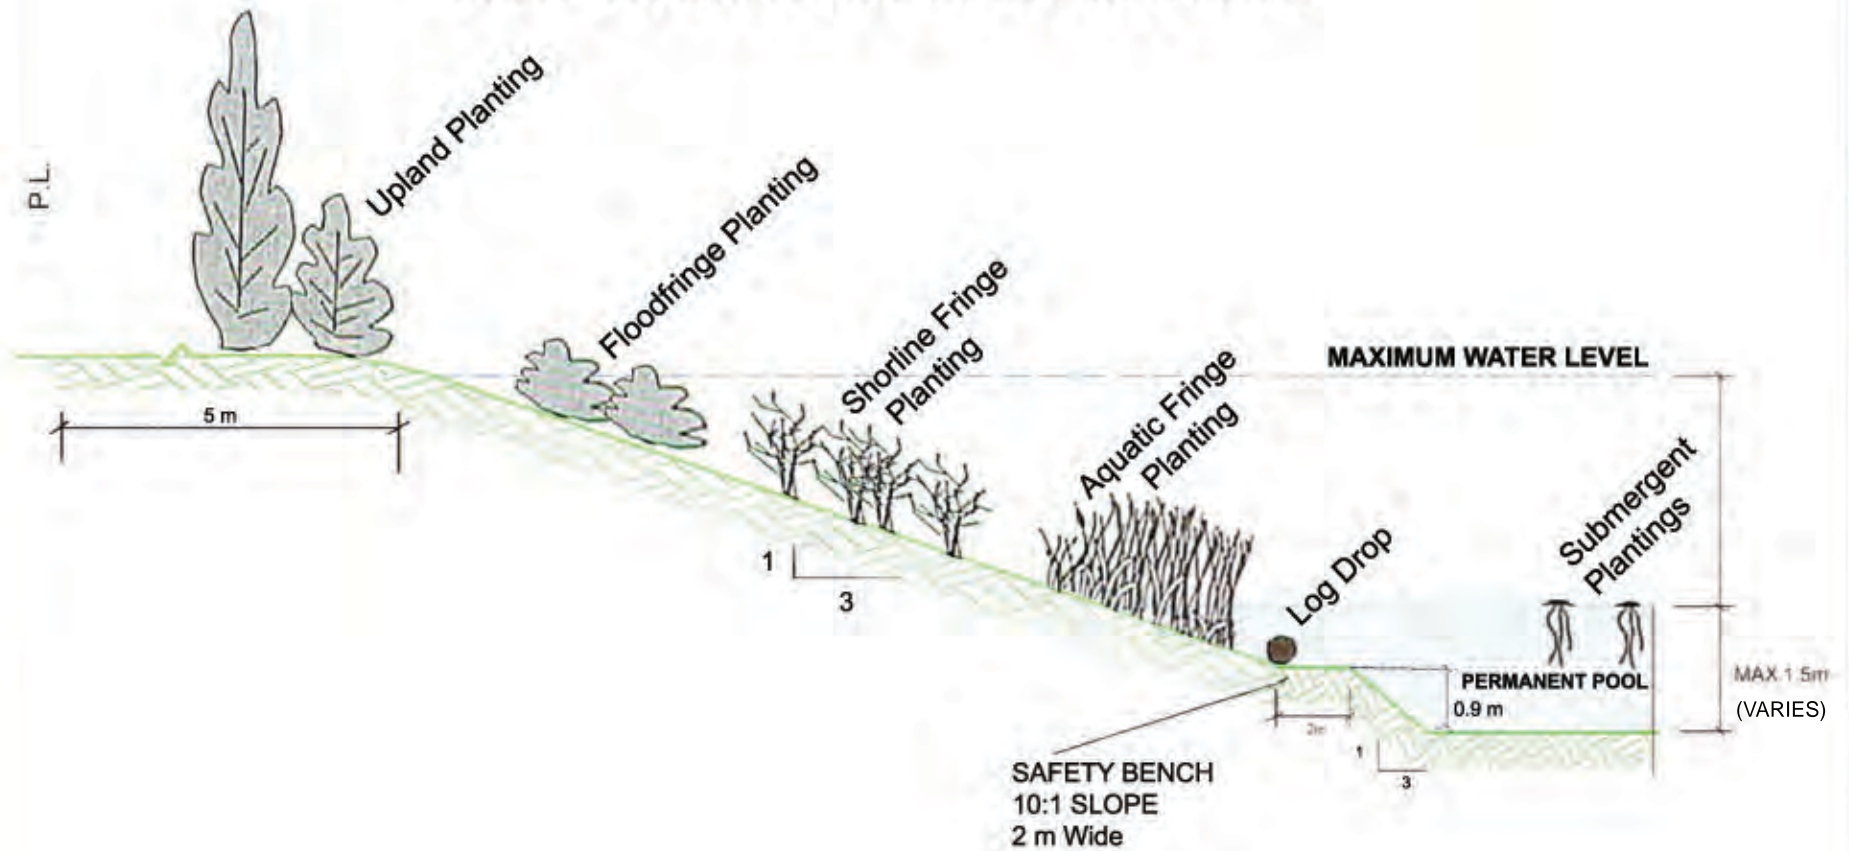 P.L.
Upland Planting
Floodfringe Planting
Shorline Fringe
Planting
Aquatic Fringe
Planting
MAXIMUM WATER LEVEL
Submergent
Plantings
Log Drop
5 m
1
3
PERMANENT POOL
0.9 m
MAX.1.5m
(VARIES)
2m
1
3
SAFETY BENCH
10:1 SLOPE
2 m Wide